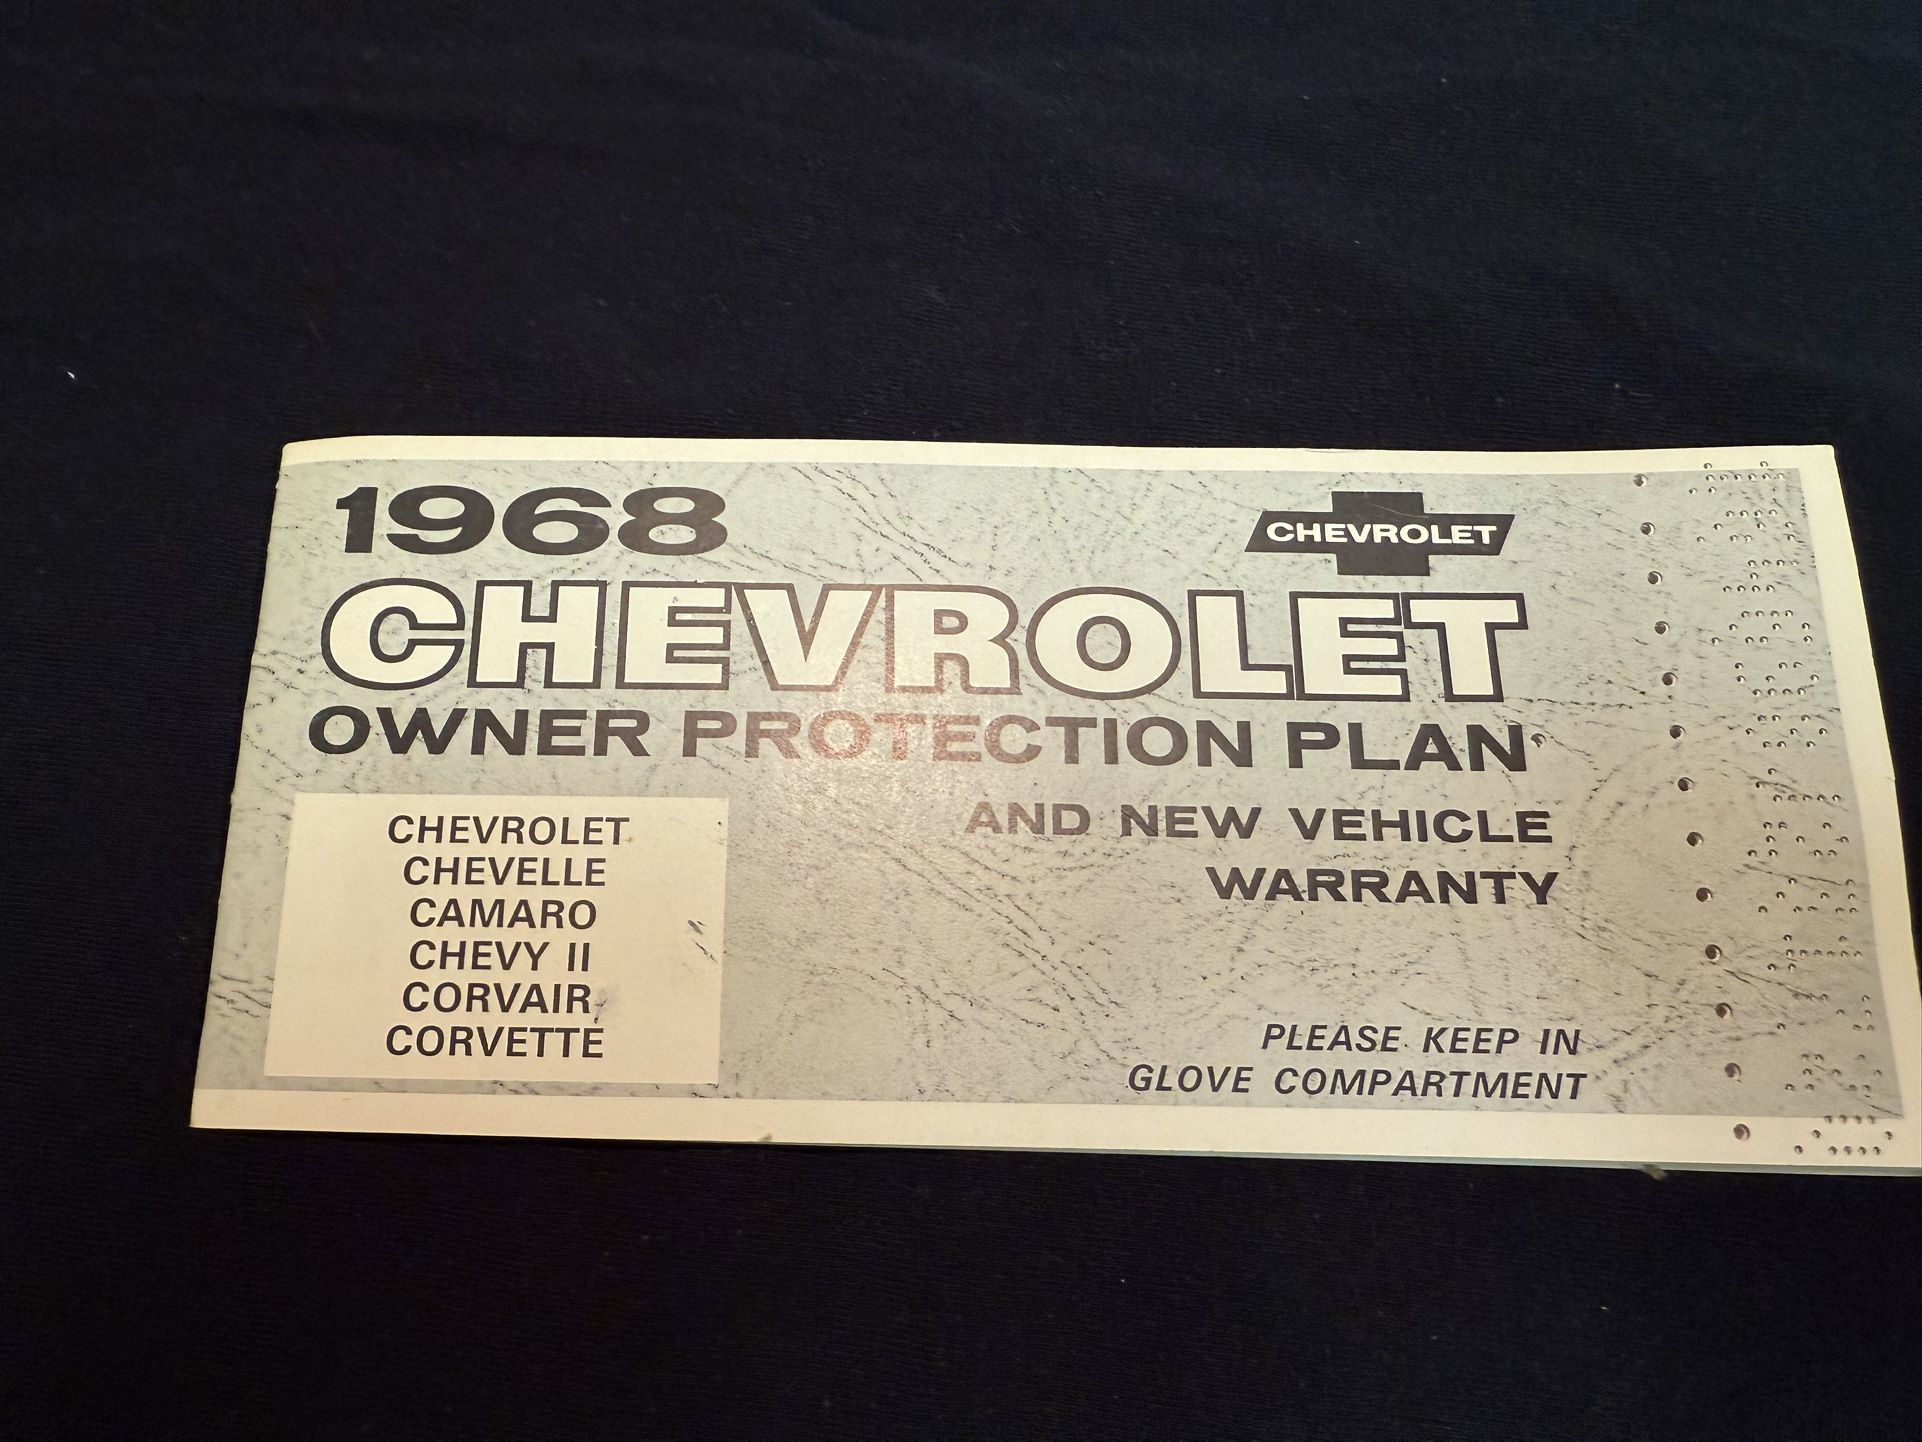 1968
CHEVROLET
CHEVROLET
OWNER PROTECTION PLAN
AND NEW VEHICLE
WARRANTY
CHEVROLET
CHEVELLE
CAMARO
CHEVY II
CORVAIR
CORVETTE
PLEASE KEEP IN
GLOVE COMPARTMENT